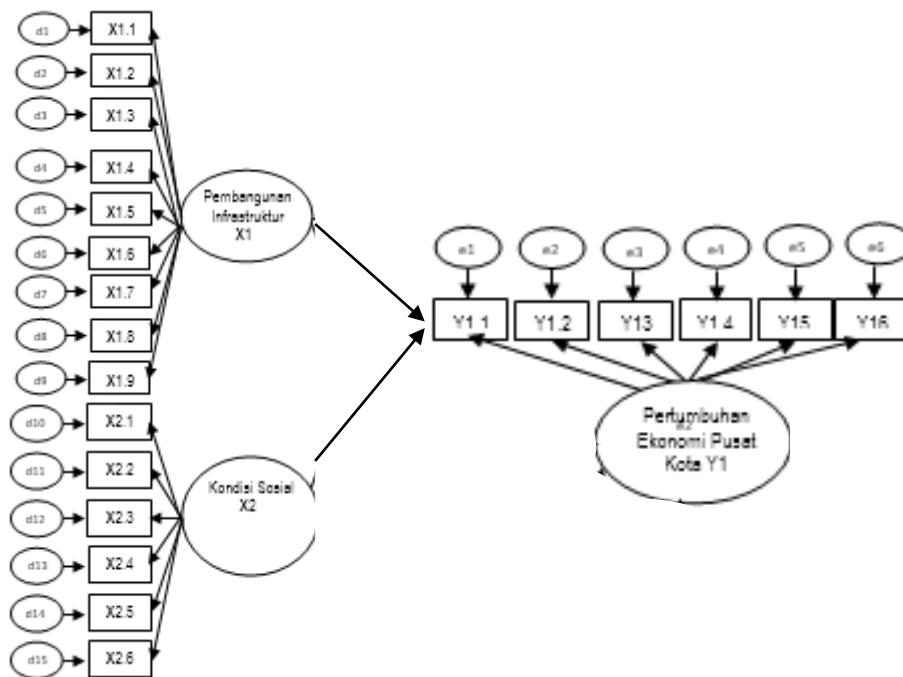 d1
X1.1
d2
X1.2
d3
X1.3
d4
X1.4
d5
X1.5
d6
X1.6
d7
X1.7
d8
X1.8
d9
X1.9
d10
X2.1
d11
X2.2
d12
X2.3
d13
X2.4
d14
X2.5
d15
X2.6
Pembangunan
Infrastruktur
X1
Kondisi Sosial
X2
e1
e2
e3
e4
e5
e6
Y1.1
Y1.2
Y13
Y1.4
Y15
Y16
Pertumbuhan
Ekonomi Pusat
Kota Y1